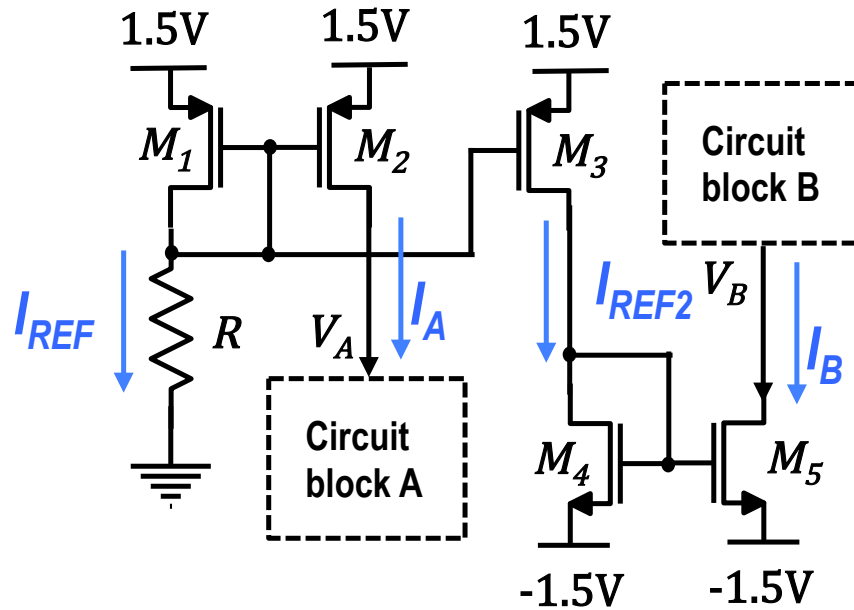 1.5V
1.5V
1.5V
M1
M2
M3
Circuit
block B
IREF
R
VA
IA
IREF2
VB
IB
Circuit
block A
M4
M5
-1.5V
-1.5V